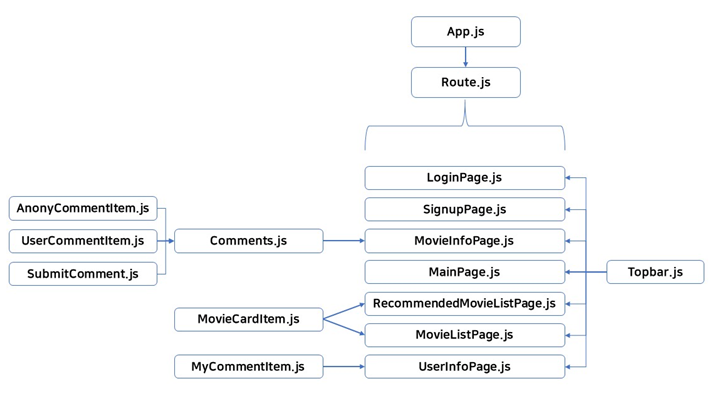 App.js
Route.js
LoginPage.js
AnonyCommentItem.js
SignupPage.js
UserCommentItem.js
Comments.js
MovieInfoPage.js
SubmitComment.js
MainPage.js
Topbar.js
RecommendedMovieListPage.js
MovieCardItem.js
MovieListPage.js
MyCommentItem.js
UserInfoPage.js